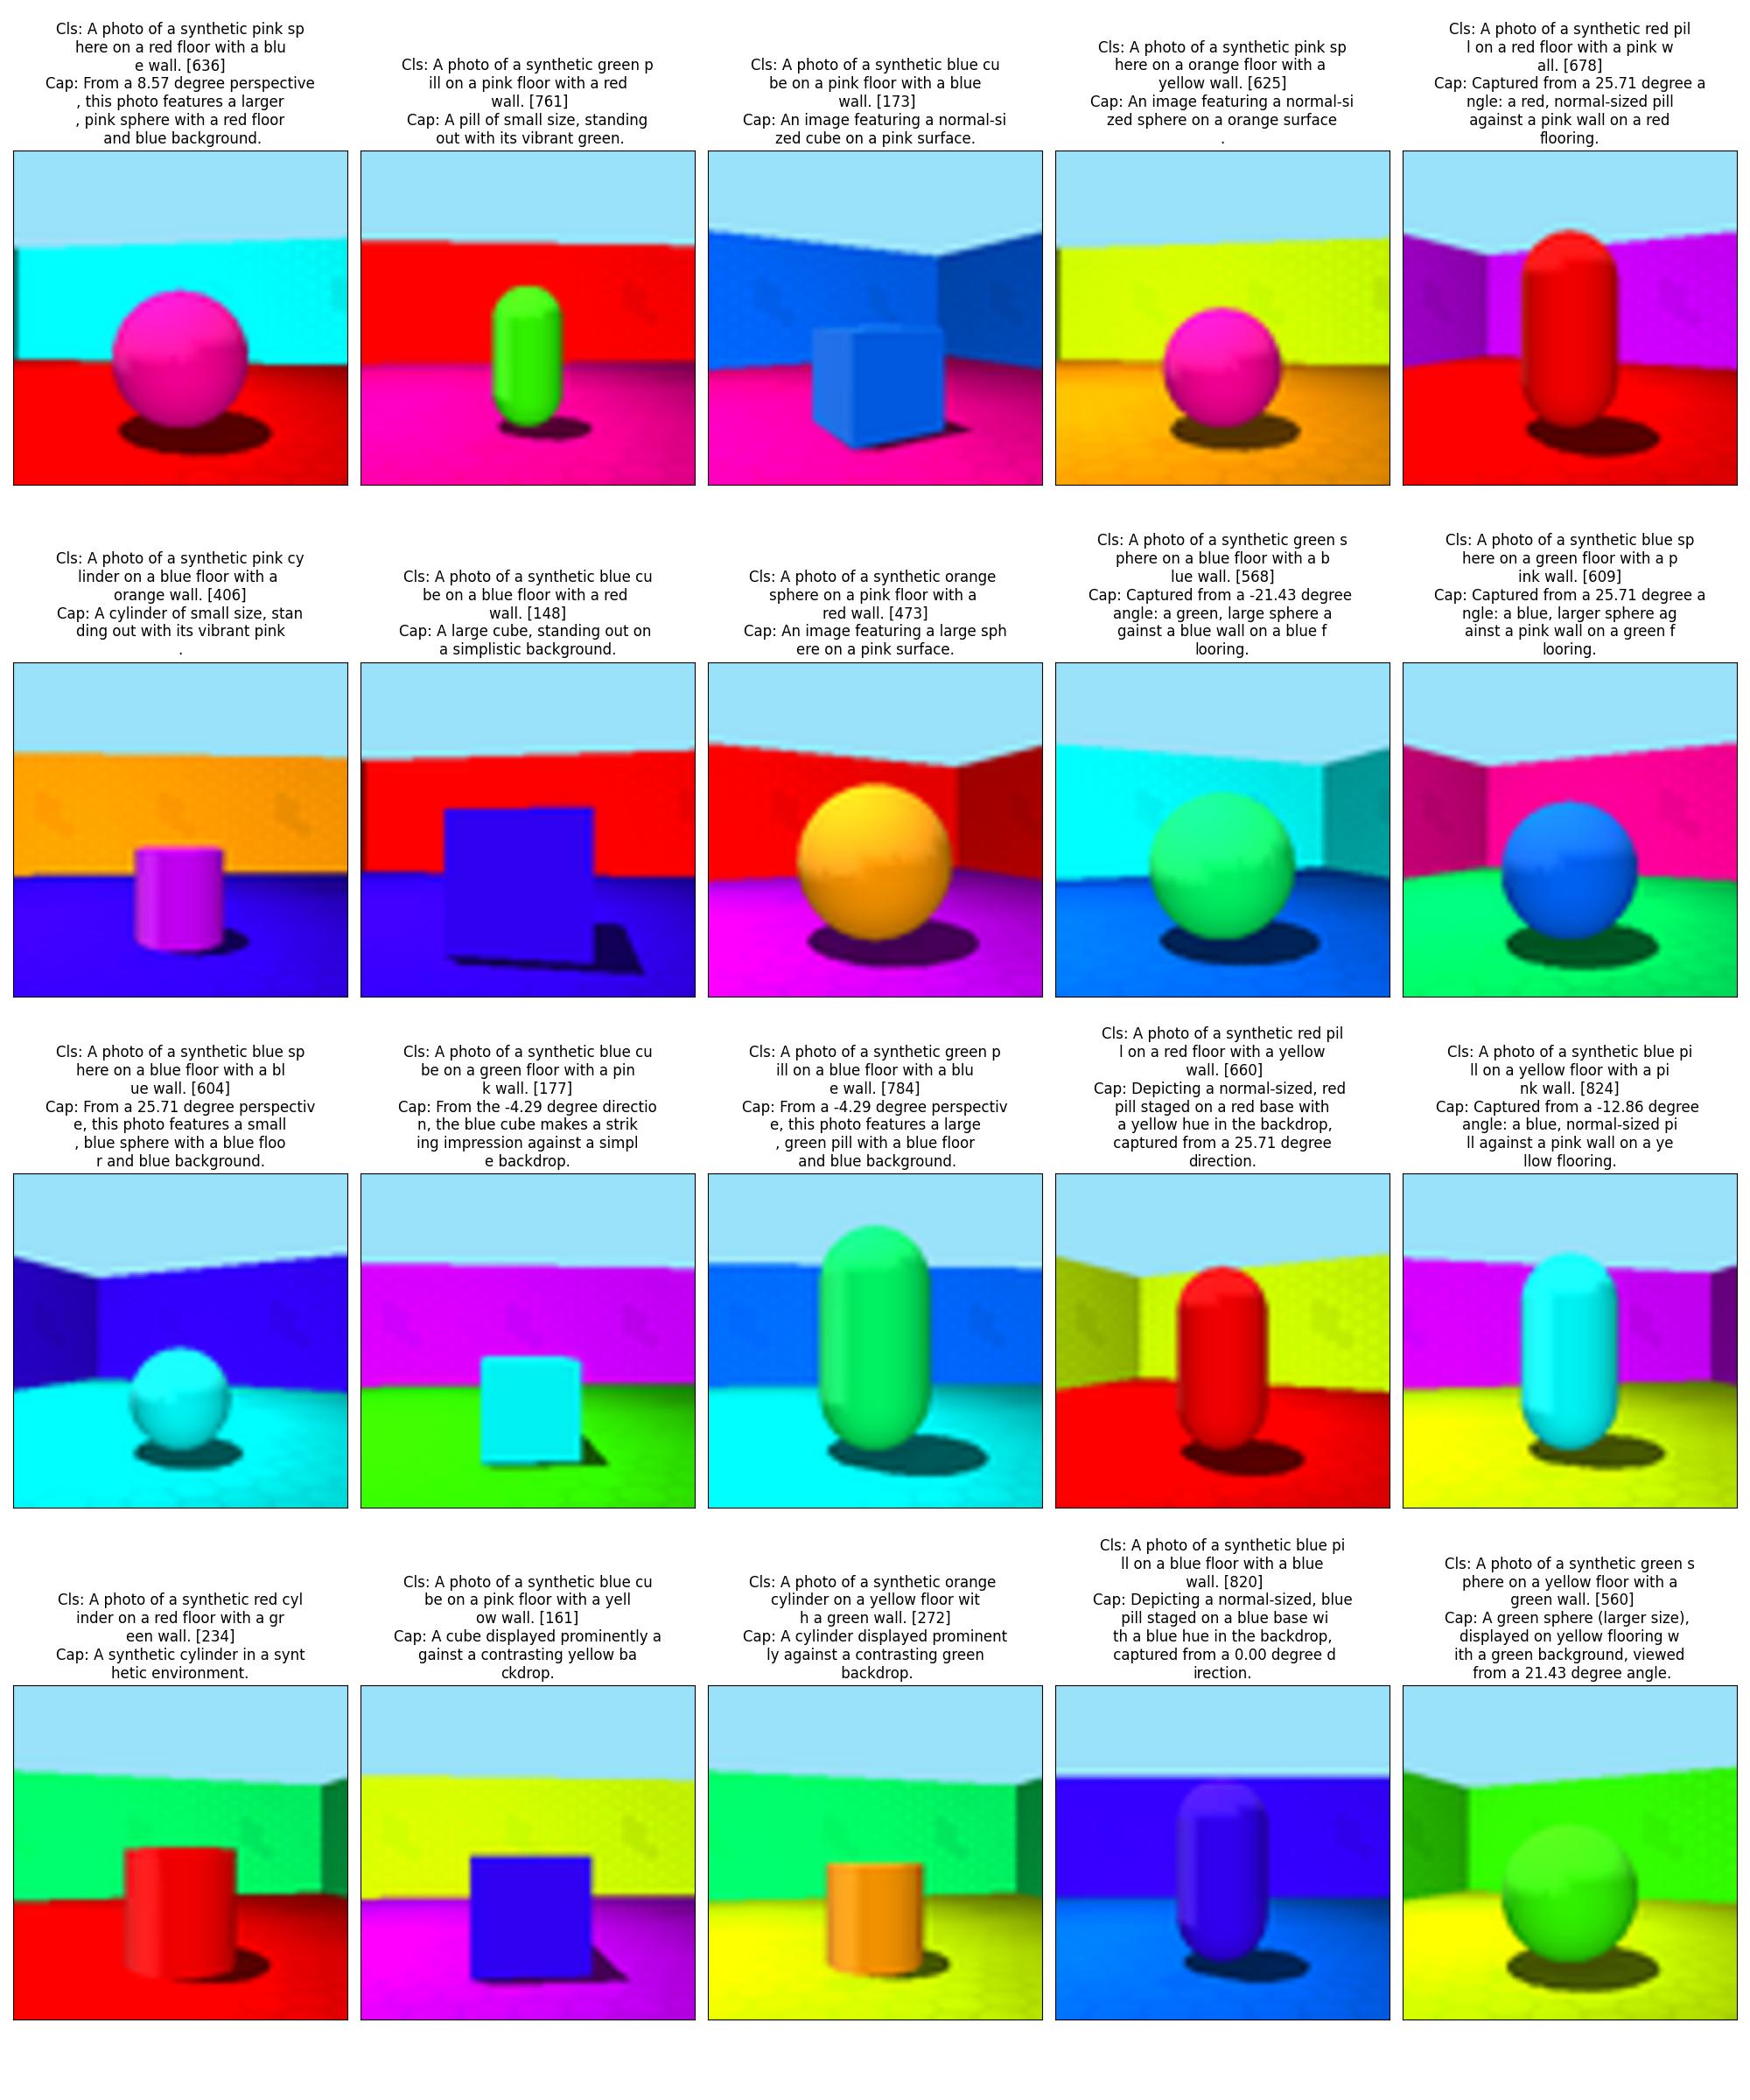 Cls: A photo of a synthetic pink sp
here on a red floor with a blu
e wall. [636]
Cap: From a 8.57 degree perspective
, this photo features a larger
, pink sphere with a red floor
and blue background.
Cls: A photo of a synthetic green p
ill on a pink floor with a red
wall. [761]
Cap: A pill of small size, standing
out with its vibrant green.
Cls: A photo of a synthetic blue cu
be on a pink floor with a blue
wall. [173]
Cap: An image featuring a normal-si
zed cube on a pink surface.
Cls: A photo of a synthetic pink sp
here on a orange floor with a
yellow wall. [625]
Cap: An image featuring a normal-si
zed sphere on a orange surface
.
Cls: A photo of a synthetic red pil
l on a red floor with a pink w
all. [678]
Cap: Captured from a 25.71 degree a
ngle: a red, normal-sized pill
against a pink wall on a red
flooring.
Cls: A photo of a synthetic pink cy
linder on a blue floor with a
orange wall. [406]
Cap: A cylinder of small size, stan
ding out with its vibrant pink
.
Cls: A photo of a synthetic blue cu
be on a blue floor with a red
wall. [148]
Cap: A large cube, standing out on
a simplistic background.
Cls: A photo of a synthetic orange
sphere on a pink floor with a
red wall. [473]
Cap: An image featuring a large sph
ere on a pink surface.
Cls: A photo of a synthetic green s
phere on a blue floor with a b
lue wall. [568]
Cap: Captured from a -21.43 degree
angle: a green, large sphere a
gainst a blue wall on a blue f
looring.
Cls: A photo of a synthetic blue sp
here on a green floor with a p
ink wall. [609]
Cap: Captured from a 25.71 degree a
ngle: a blue, larger sphere ag
ainst a pink wall on a green f
looring.
Cls: A photo of a synthetic blue sp
here on a blue floor with a bl
ue wall. [604]
Cap: From a 25.71 degree perspectiv
e, this photo features a small
, blue sphere with a blue floo
r and blue background.
Cls: A photo of a synthetic blue cu
be on a green floor with a pin
k wall. [177]
Cap: From the -4.29 degree directio
n, the blue cube makes a strik
ing impression against a simpl
e backdrop.
Cls: A photo of a synthetic green p
ill on a blue floor with a blu
e wall. [784]
Cap: From a -4.29 degree perspectiv
e, this photo features a large
, green pill with a blue floor
and blue background.
Cls: A photo of a synthetic red pil
l on a red floor with a yellow
wall. [660]
Cap: Depicting a normal-sized, red
pill staged on a red base with
a yellow hue in the backdrop,
captured from a 25.71 degree
direction.
Cls: A photo of a synthetic blue pi
ll on a yellow floor with a pi
nk wall. [824]
Cap: Captured from a -12.86 degree
angle: a blue, normal-sized pi
ll against a pink wall on a ye
llow flooring.
Cls: A photo of a synthetic red cyl
inder on a red floor with a gr
een wall. [234]
Cap: A synthetic cylinder in a synt
hetic environment.
Cls: A photo of a synthetic blue cu
be on a pink floor with a yell
ow wall. [161]
Cap: A cube displayed prominently a
gainst a contrasting yellow ba
ckdrop.
Cls: A photo of a synthetic orange
cylinder on a yellow floor wit
h a green wall. [272]
Cap: A cylinder displayed prominent
ly against a contrasting green
backdrop.
Cls: A photo of a synthetic blue pi
ll on a blue floor with a blue
wall. [820]
Cap: Depicting a normal-sized, blue
pill staged on a blue base wi
th a blue hue in the backdrop,
captured from a 0.00 degree d
irection.
Cls: A photo of a synthetic green s
phere on a yellow floor with a
green wall. [560]
Cap: A green sphere (larger size),
displayed on yellow flooring w
ith a green background, viewed
from a 21.43 degree angle.